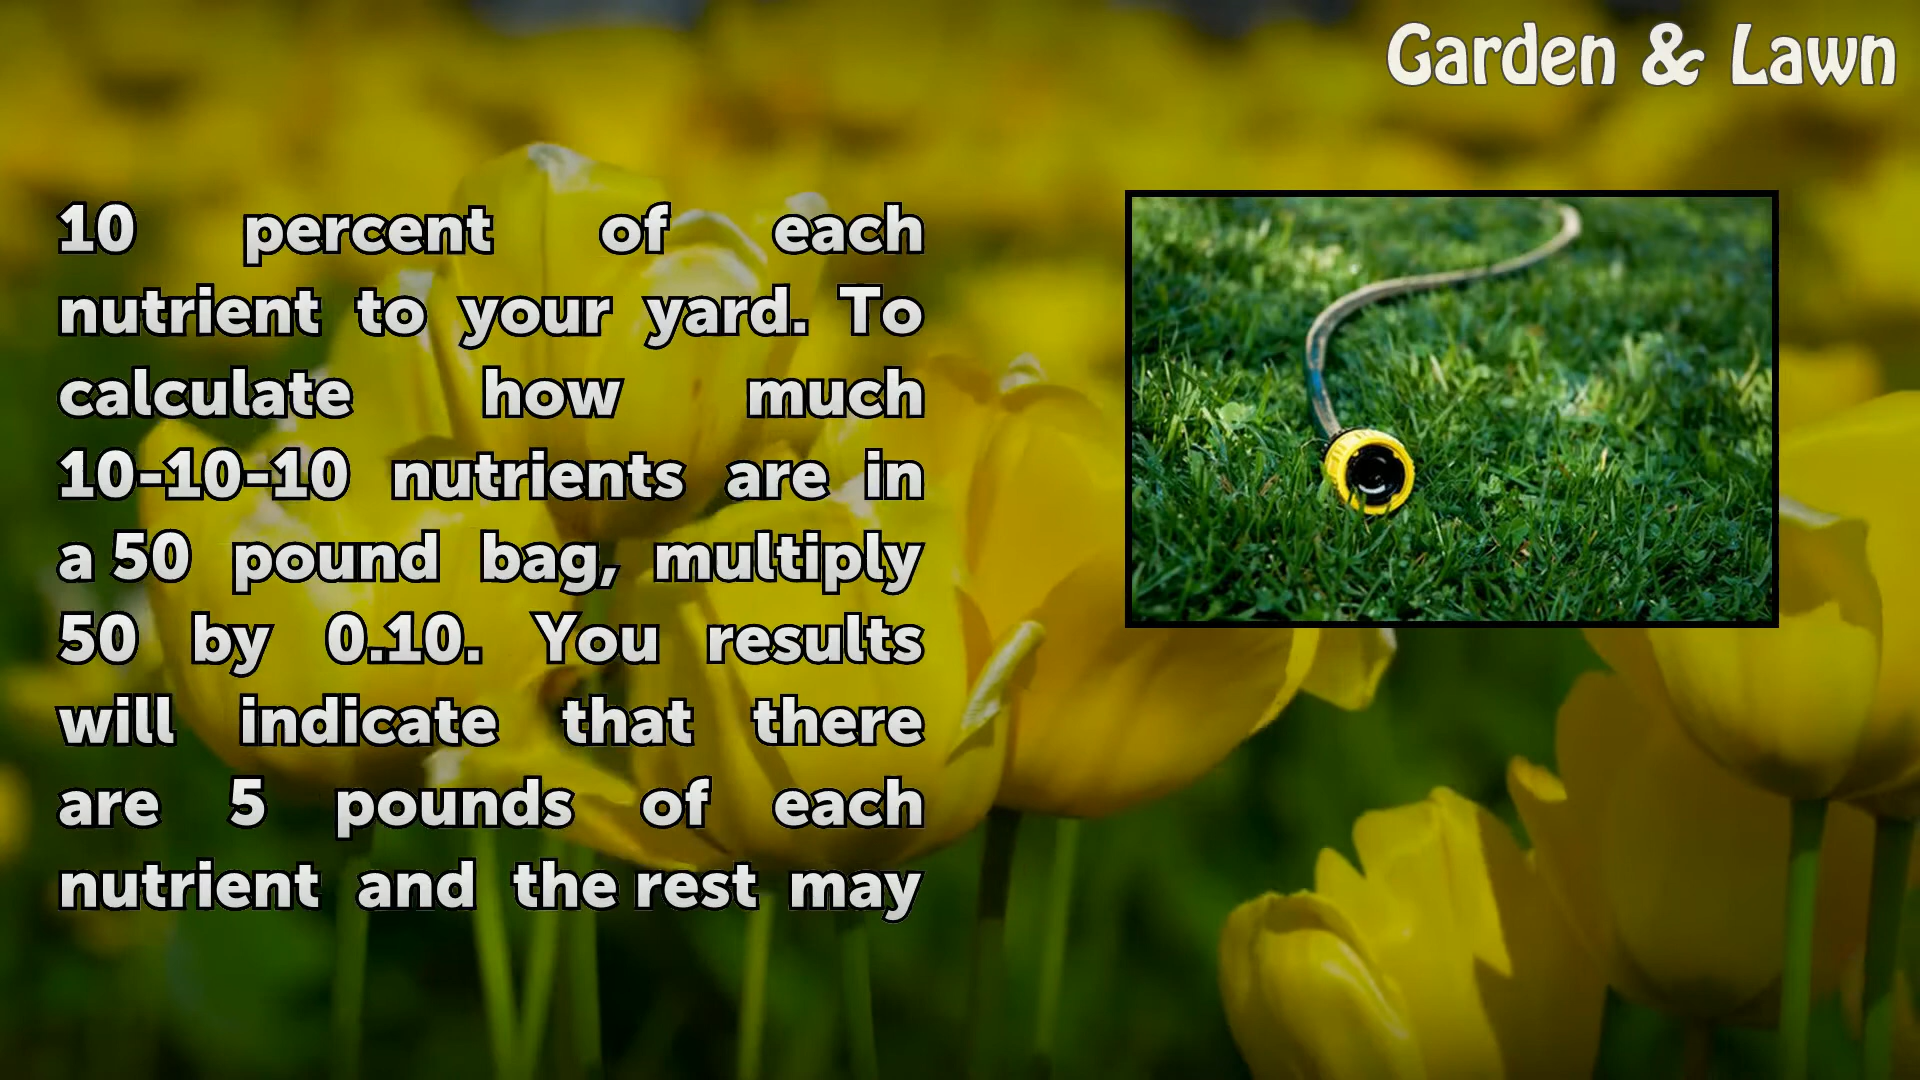 Garden & Lawn
10 percent of each
nutrient to your yard. To
calculate how much
10-10-10 nutrients are in
a 50 pound bag, multiply
50 by 0.10. You results
will indicate that there
are 5 pounds of each
nutrient and the rest may